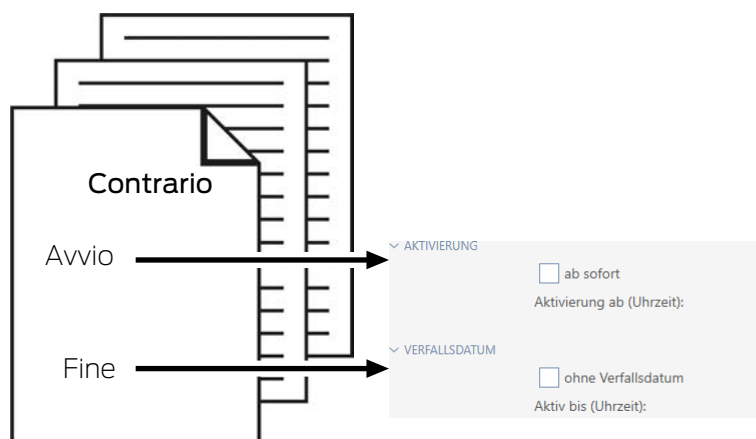 Contrario
Avvio
AKTIVIERUNG
ab sofort
Aktivierung ab (Uhrzeit):
Fine
VERFALLSDATUM
ohne Verfallsdatum
Aktiv bis (Uhrzeit):